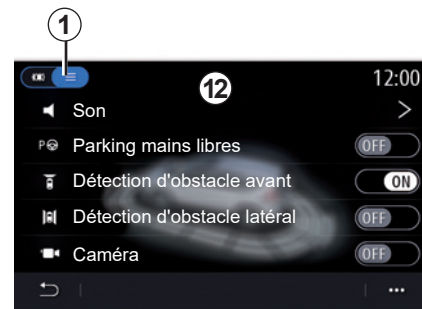 1
12 12:00
Son
Parking mains libres OFF
Détection d'obstacle avant ON
Détection d'obstacle latéral OFF
Caméra OFF